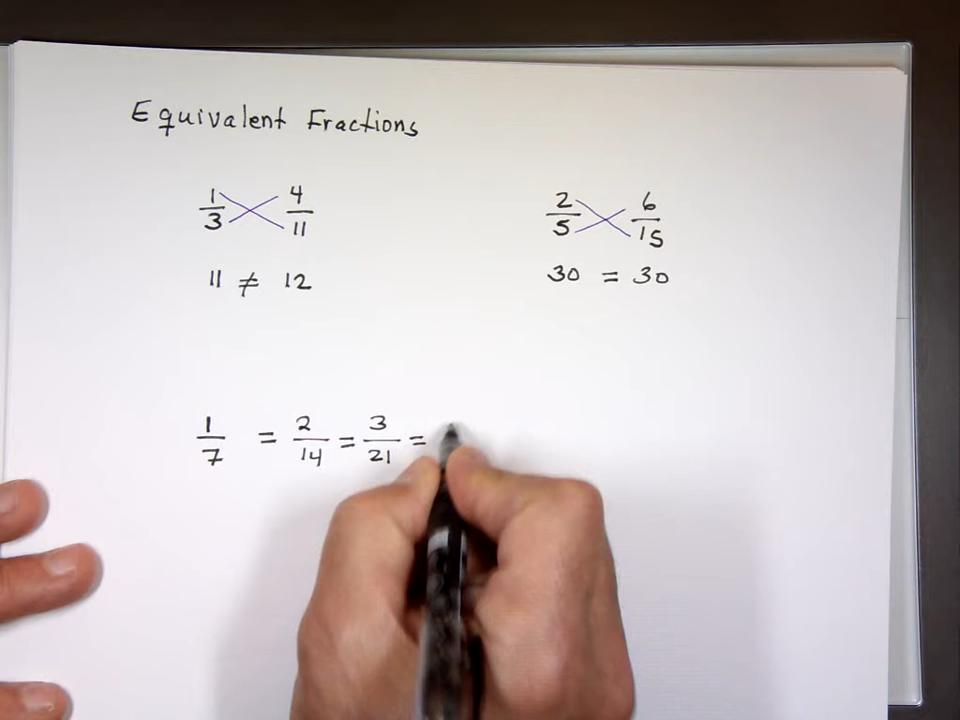 Equivalent Fractions
1/3 4/11 2/5 6/15
11 ≠ 12 30 = 30
1/7 = 2/14 = 3/21 =